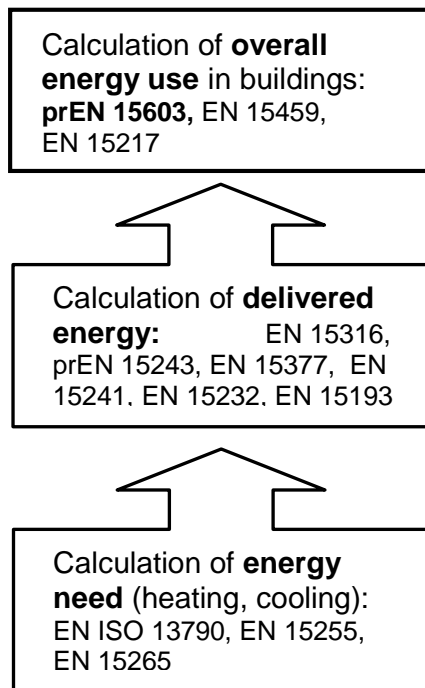 Calculation of overall
energy use in buildings:
prEN 15603, EN 15459,
EN 15217
Calculation of delivered
energy: EN 15316,
prEN 15243, EN 15377, EN
15241, EN 15232, EN 15193
Calculation of energy
need (heating, cooling):
EN ISO 13790, EN 15255,
EN 15265